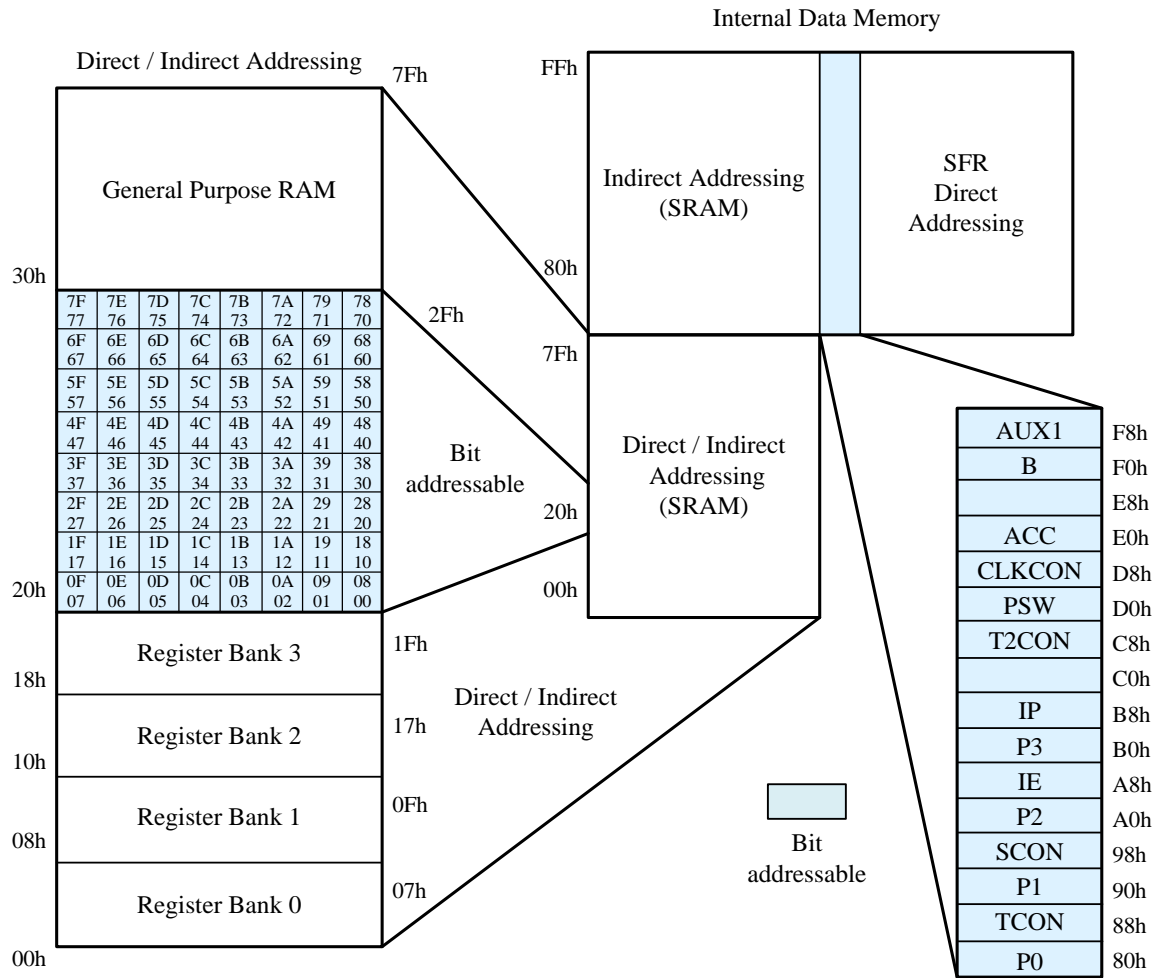 Internal Data Memory
Direct / Indirect Addressing
7Fh
General Purpose RAM
30h
7F 7E 7D 7C 7B 7A 79 78
77 76 75 74 73 72 71 70
6F 6E 6D 6C 6B 6A 69 68
67 66 65 64 63 62 61 60
5F 5E 5D 5C 5B 5A 59 58
57 56 55 54 53 52 51 50
4F 4E 4D 4C 4B 4A 49 48
47 46 45 44 43 42 41 40
3F 3E 3D 3C 3B 3A 39 38
37 36 35 34 33 32 31 30
2F 2E 2D 2C 2B 2A 29 28
27 26 25 24 23 22 21 20
1F 1E 1D 1C 1B 1A 19 18
17 16 15 14 13 12 11 10
0F 0E 0D 0C 0B 0A 09 08
07 06 05 04 03 02 01 00
2Fh
Bit
addressable
20h
20h
Register Bank 3
1Fh
18h
Register Bank 2
17h
10h
Register Bank 1
0Fh
08h
Register Bank 0
07h
00h
Direct / Indirect
Addressing
FFh
Indirect Addressing
(SRAM)
80h
SFR
Direct
Addressing
7Fh
Direct / Indirect
Addressing
(SRAM)
00h
Bit
addressable
AUX1 F8h
B F0h
E8h
ACC E0h
CLKCON D8h
PSW D0h
T2CON C8h
C0h
IP B8h
P3 B0h
IE A8h
P2 A0h
SCON 98h
P1 90h
TCON 88h
P0 80h